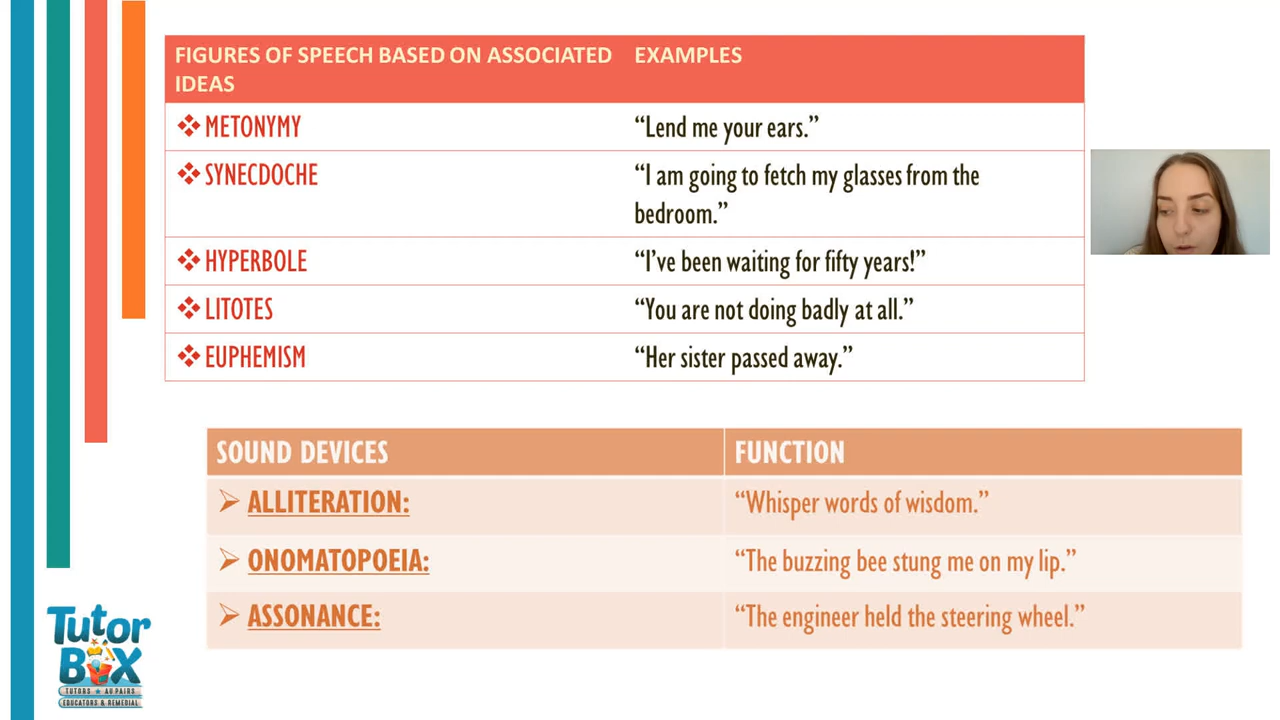 FIGURES OF SPEECH BASED ON ASSOCIATED
IDEAS
EXAMPLES
❖ METONYMY
“Lend me your ears.”
❖ SYNECDOCHE
“I am going to fetch my glasses from the
bedroom.”
❖ HYPERBOLE
“I’ve been waiting for fifty years!”
❖ LITOTES
“You are not doing badly at all.”
❖ EUPHEMISM
“Her sister passed away.”
SOUND DEVICES
FUNCTION
➢ ALLITERATION:
“Whisper words of wisdom.”
➢ ONOMATOPOEIA:
“The buzzing bee stung me on my lip.”
➢ ASSONANCE:
“The engineer held the steering wheel.”
Tutor
BOX
TUTORS ★ AU PAIRS
EDUCATORS & REMEDIAL